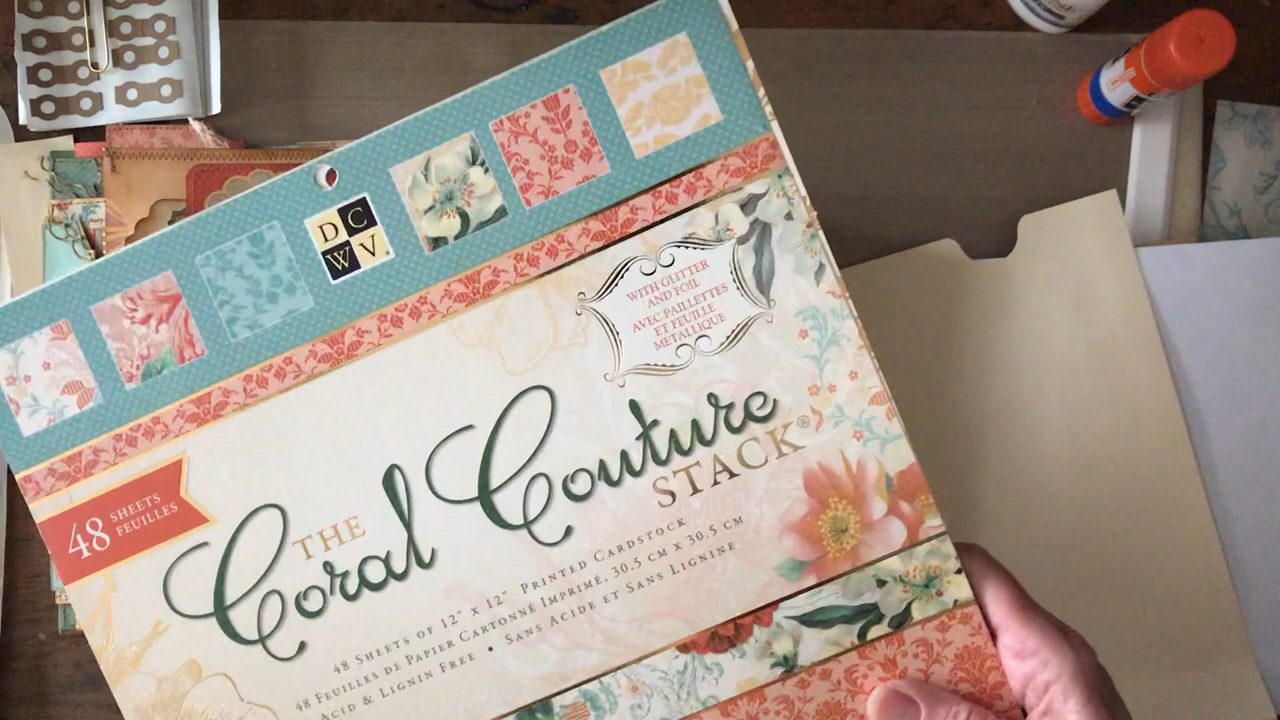 D C
W V
WITH GLITTER
AND FOIL
AVEC PAILLETTES
ET FEUILLE
MÉTALLIQUE
48 SHEETS
FEUILLES
THE
Coral Couture
STACK®
48 SHEETS OF 12" X 12" PRINTED CARDSTOCK
48 FEUILLES DE PAPIER CARTONNÉ IMPRIMÉ, 30.5 CM X 30.5 CM
ACID & LIGNIN FREE • SANS ACIDE ET SANS LIGNINE